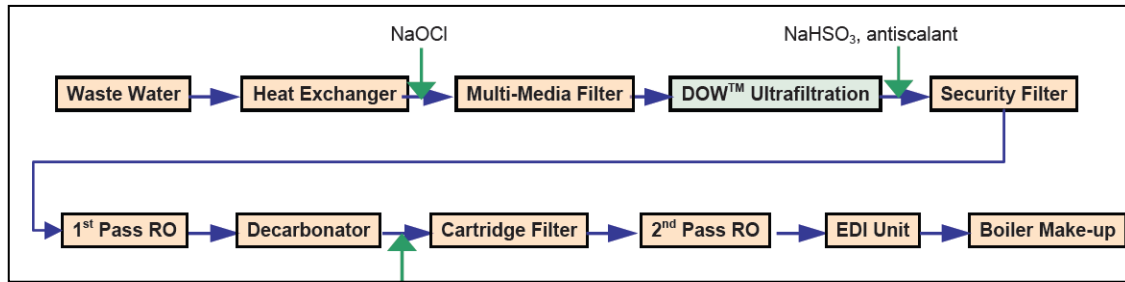 NaOCl
NaHSO₃, antiscalant
Waste Water
Heat Exchanger
Multi-Media Filter
DOW™ Ultrafiltration
Security Filter
1ˢᵗ Pass RO
Decarbonator
Cartridge Filter
2ⁿᵈ Pass RO
EDI Unit
Boiler Make-up